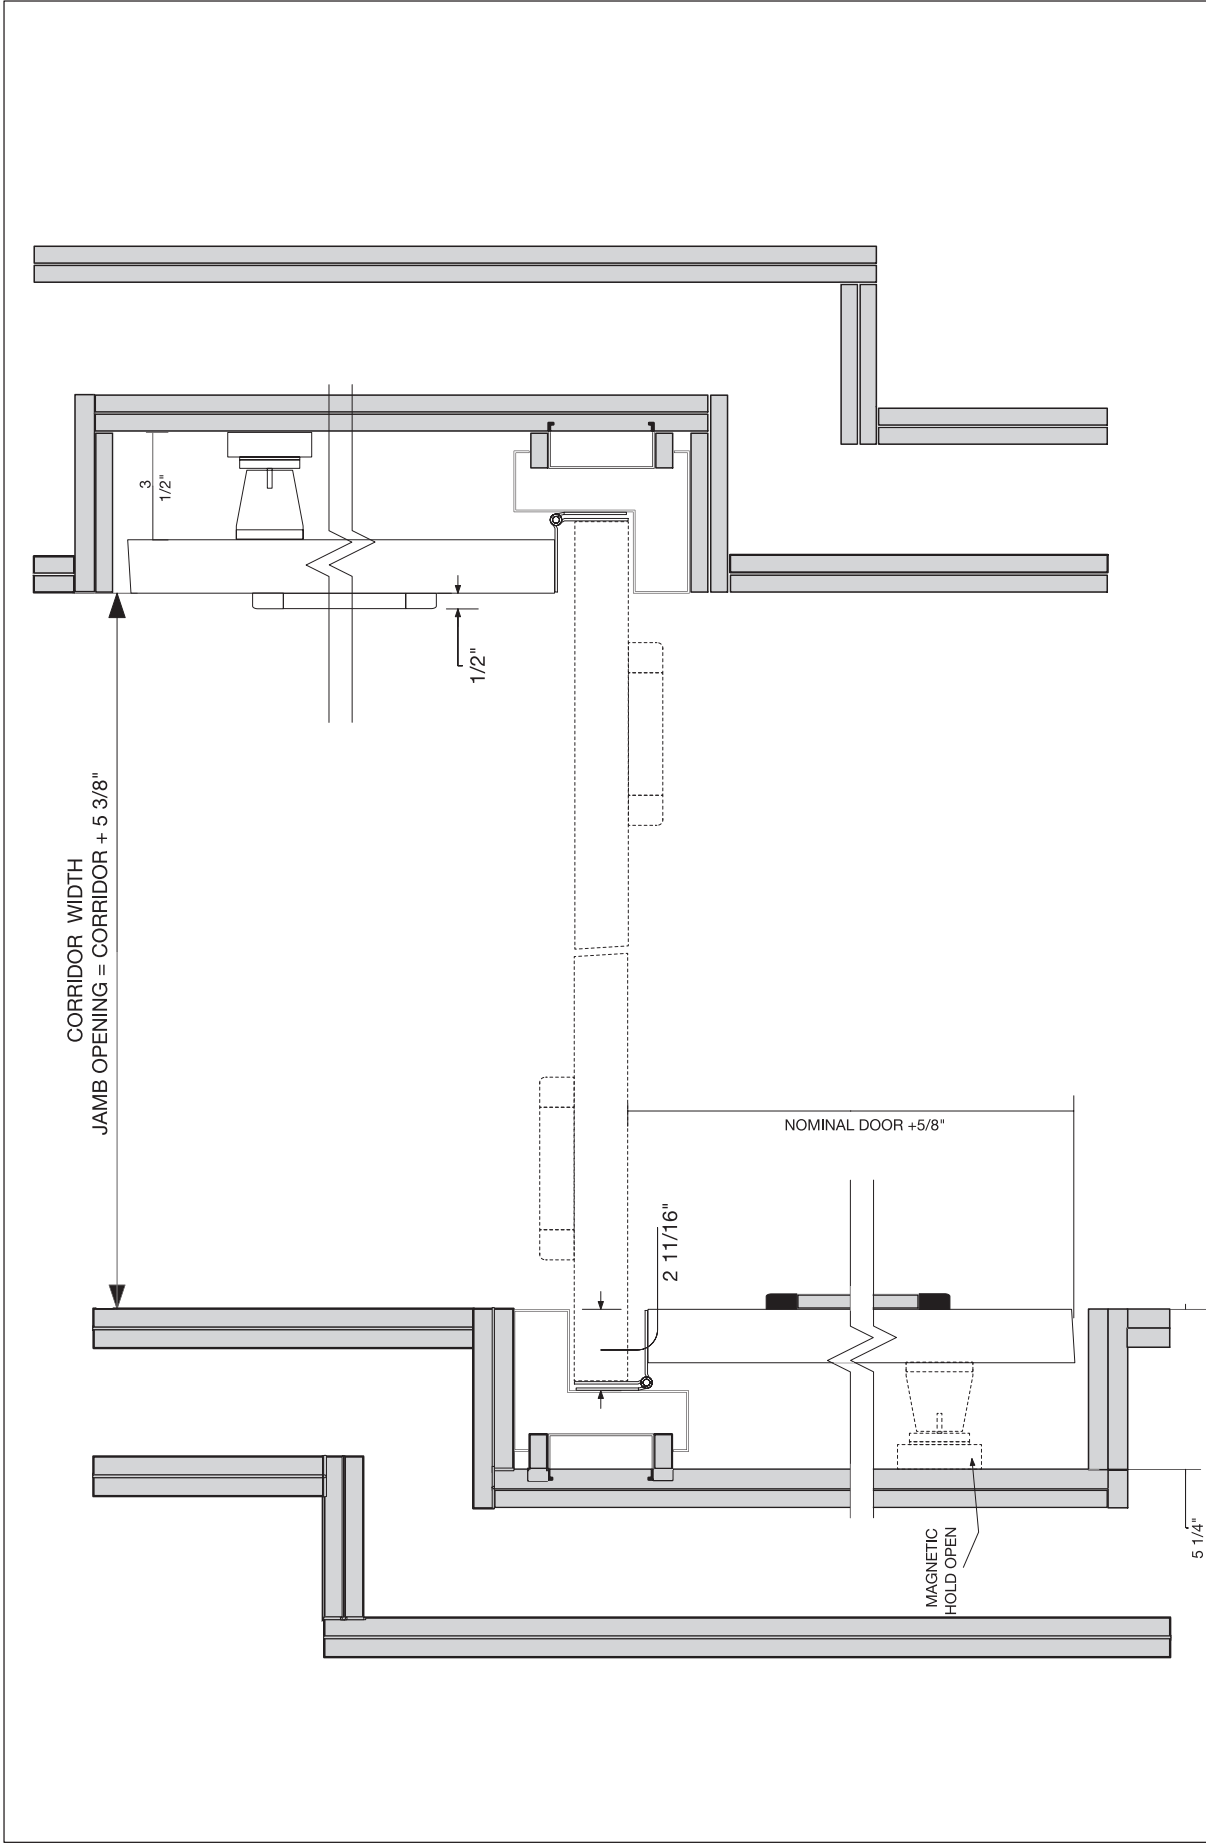 CORRIDOR WIDTH
JAMB OPENING = CORRIDOR + 5 3/8"
3
1/2"
1/2"
NOMINAL DOOR +5/8"
2 11/16"
MAGNETIC
HOLD OPEN
5 1/4"